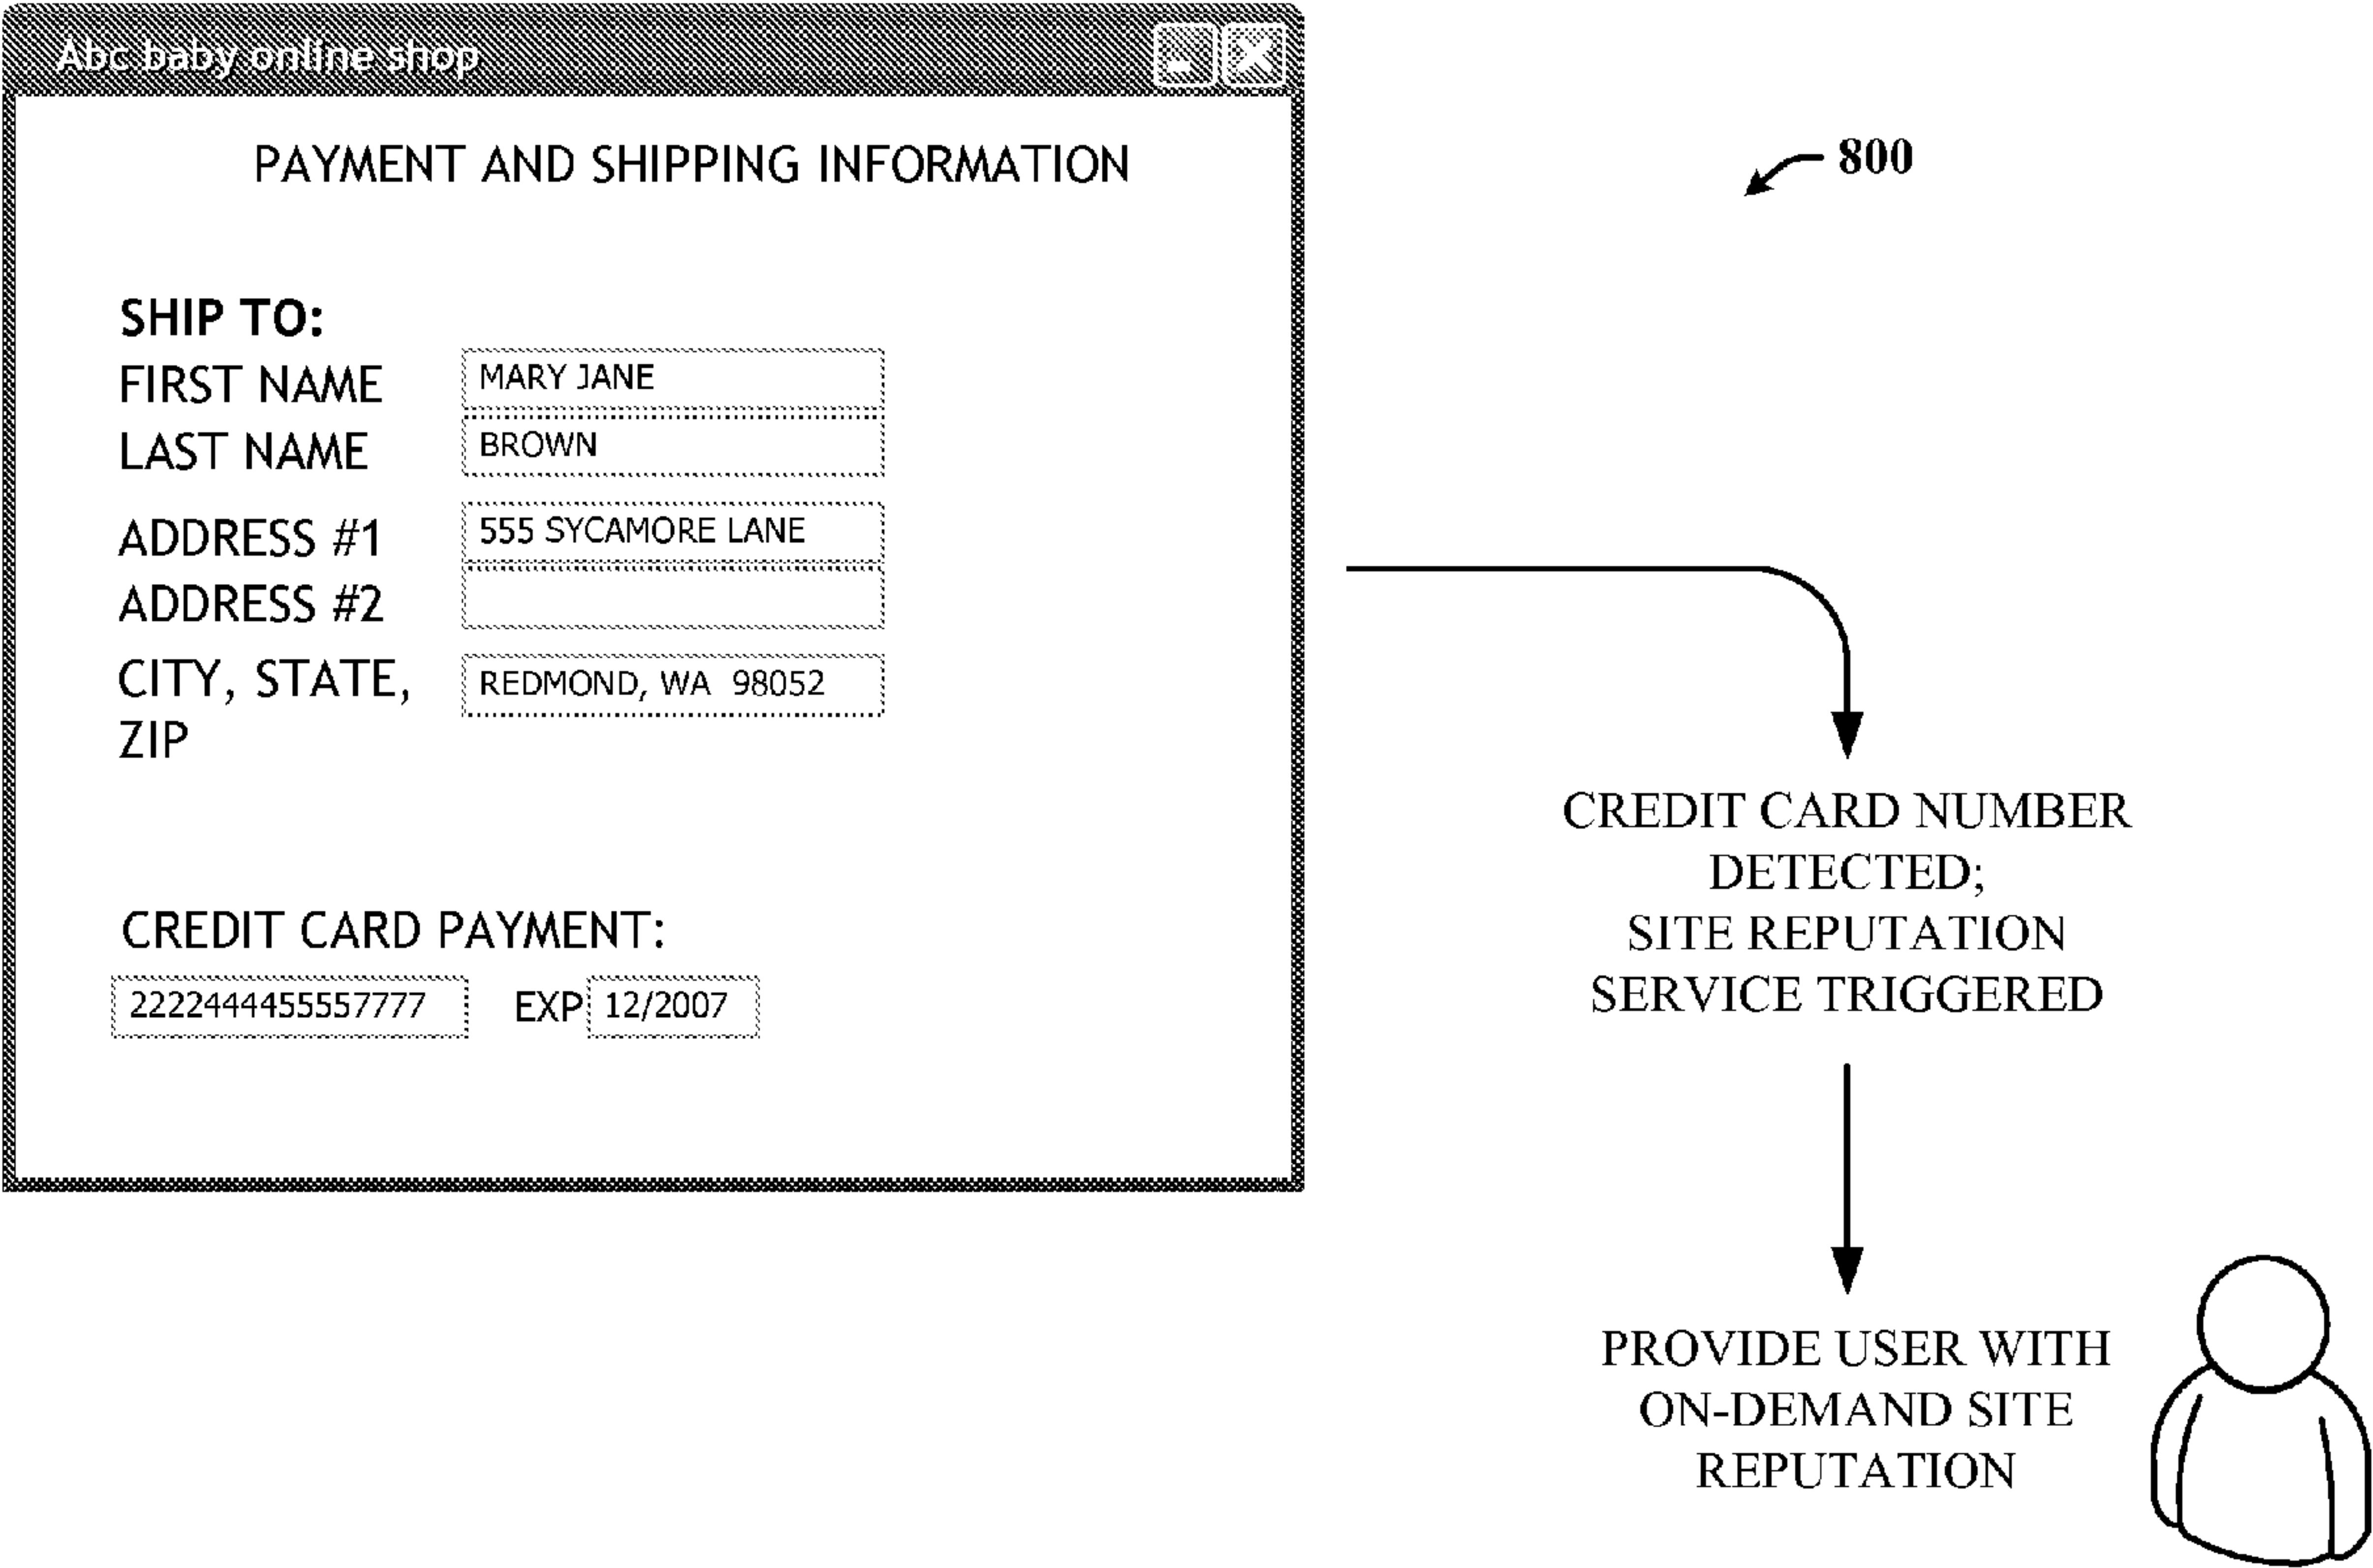 Abc baby online shop
PAYMENT AND SHIPPING INFORMATION
800
SHIP TO:
FIRST NAME MARY JANE
LAST NAME BROWN
ADDRESS #1 555 SYCAMORE LANE
ADDRESS #2
CITY, STATE, REDMOND, WA 98052
ZIP
CREDIT CARD PAYMENT:
2222444455557777 EXP 12/2007
CREDIT CARD NUMBER
DETECTED;
SITE REPUTATION
SERVICE TRIGGERED
PROVIDE USER WITH
ON-DEMAND SITE
REPUTATION